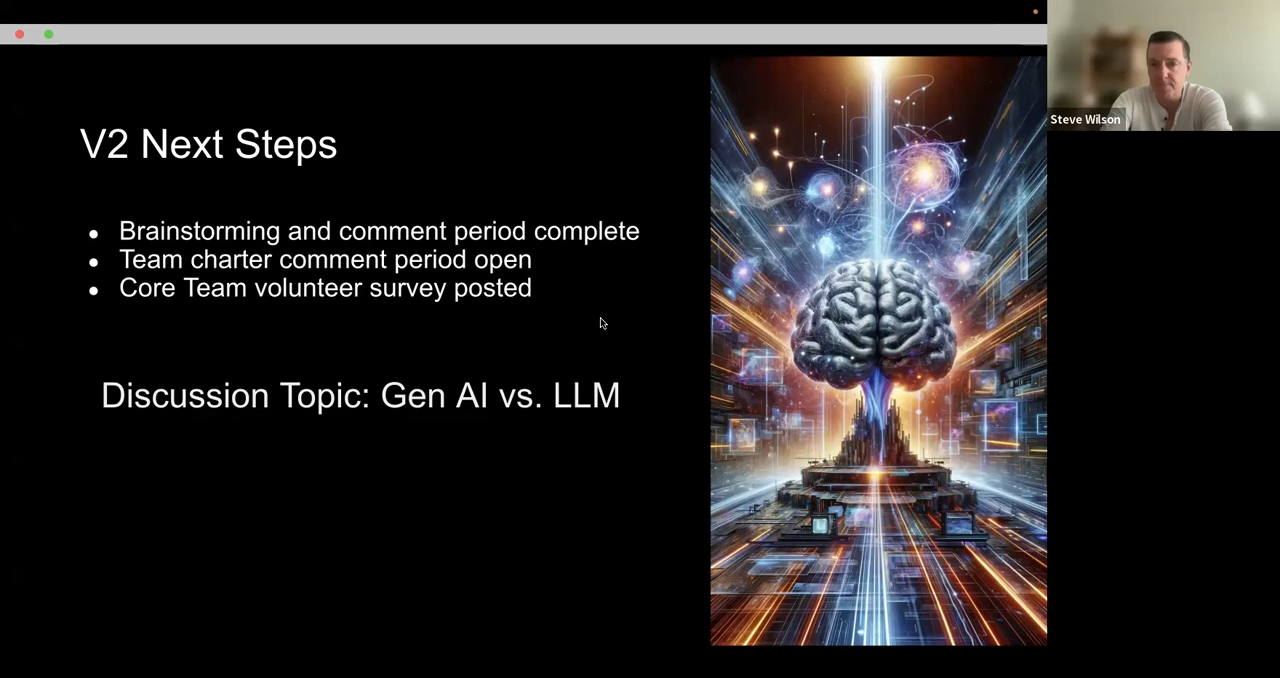 V2 Next Steps
● Brainstorming and comment period complete
● Team charter comment period open
● Core Team volunteer survey posted
Discussion Topic: Gen AI vs. LLM
Steve Wilson